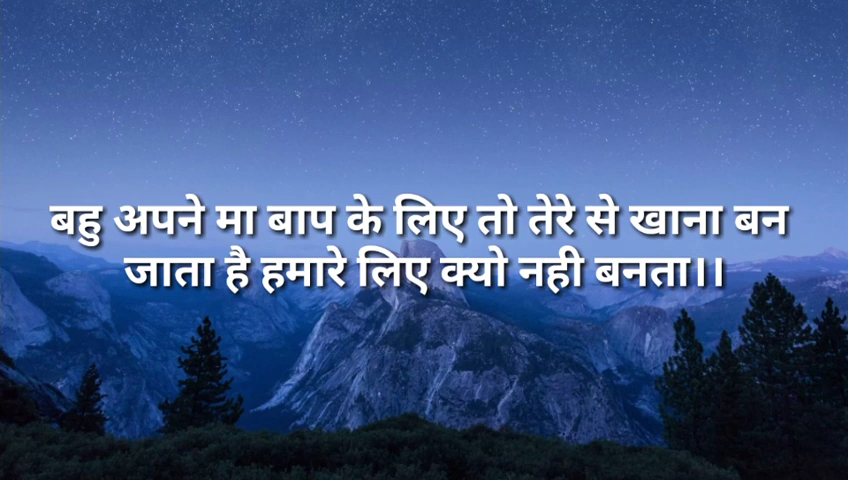 बहु अपने मा बाप के लिए तो तेरे से खाना बन
जाता है हमारे लिए क्यो नही बनता।।